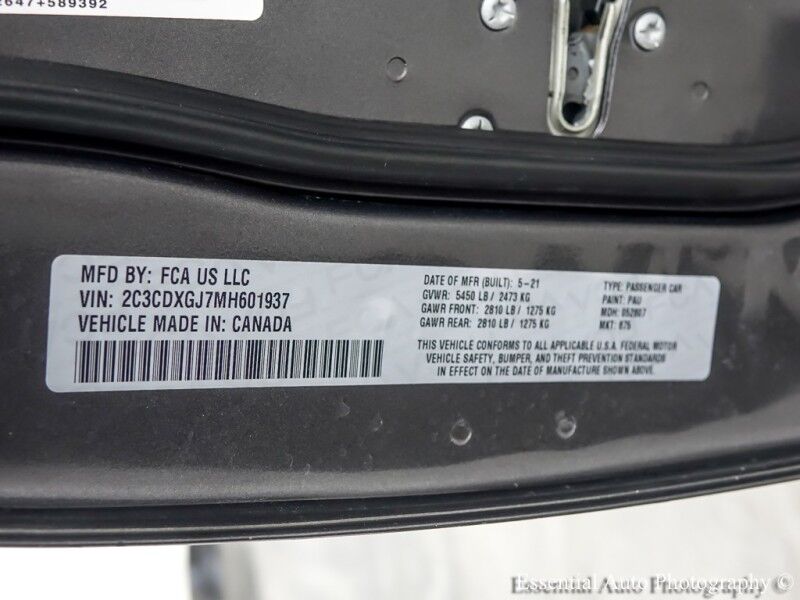 2647+589392
MFD BY: FCA US LLC
VIN: 2C3CDXGJ7MH601937
VEHICLE MADE IN: CANADA
DATE OF MFR (BUILT): 5-21
GVWR: 5450 LB / 2473 KG
GAWR FRONT: 2810 LB / 1275 KG
GAWR REAR: 2810 LB / 1275 KG
TYPE: PASSENGER CAR
PAINT: PAU
MDH: 052807
MKT: 875
THIS VEHICLE CONFORMS TO ALL APPLICABLE U.S.A. FEDERAL MOTOR
VEHICLE SAFETY, BUMPER, AND THEFT PREVENTION STANDARDS
IN EFFECT ON THE DATE OF MANUFACTURE SHOWN ABOVE.
Essential Auto Photography ©